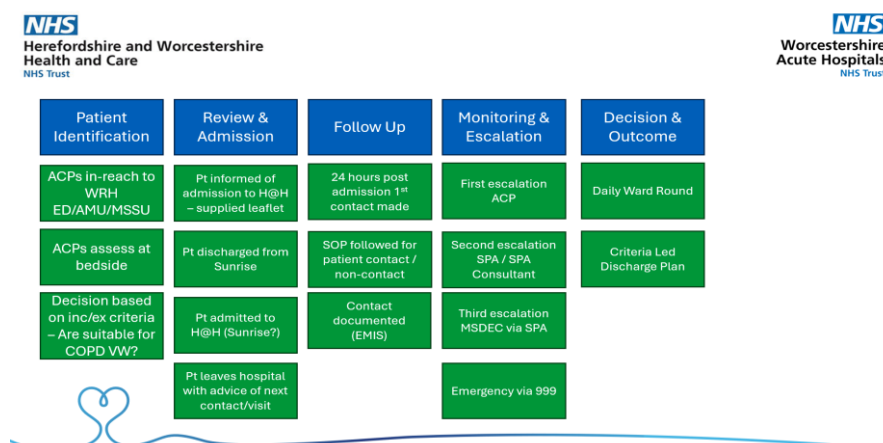 NHS
Herefordshire and Worcestershire
Health and Care
NHS Trust
NHS
Worcestershire
Acute Hospitals
NHS Trust
Patient
Identification
ACPs in-reach to
WRH
ED/AMU/MSSU
ACPs assess at
bedside
Decision based
on inc/ex criteria
– Are suitable for
COPD VW?
Review &
Admission
Pt informed of
admission to H@H
– supplied leaflet
Pt discharged from
Sunrise
Pt admitted to
H@H (Sunrise?)
Pt leaves hospital
with advice of next
contact/visit
Follow Up
24 hours post
admission 1st
contact made
SOP followed for
patient contact /
non-contact
Contact
documented
(EMIS)
Monitoring &
Escalation
First escalation
ACP
Second escalation
SPA / SPA
Consultant
Third escalation
MSDEC via SPA
Emergency via 999
Decision &
Outcome
Daily Ward Round
Criteria Led
Discharge Plan